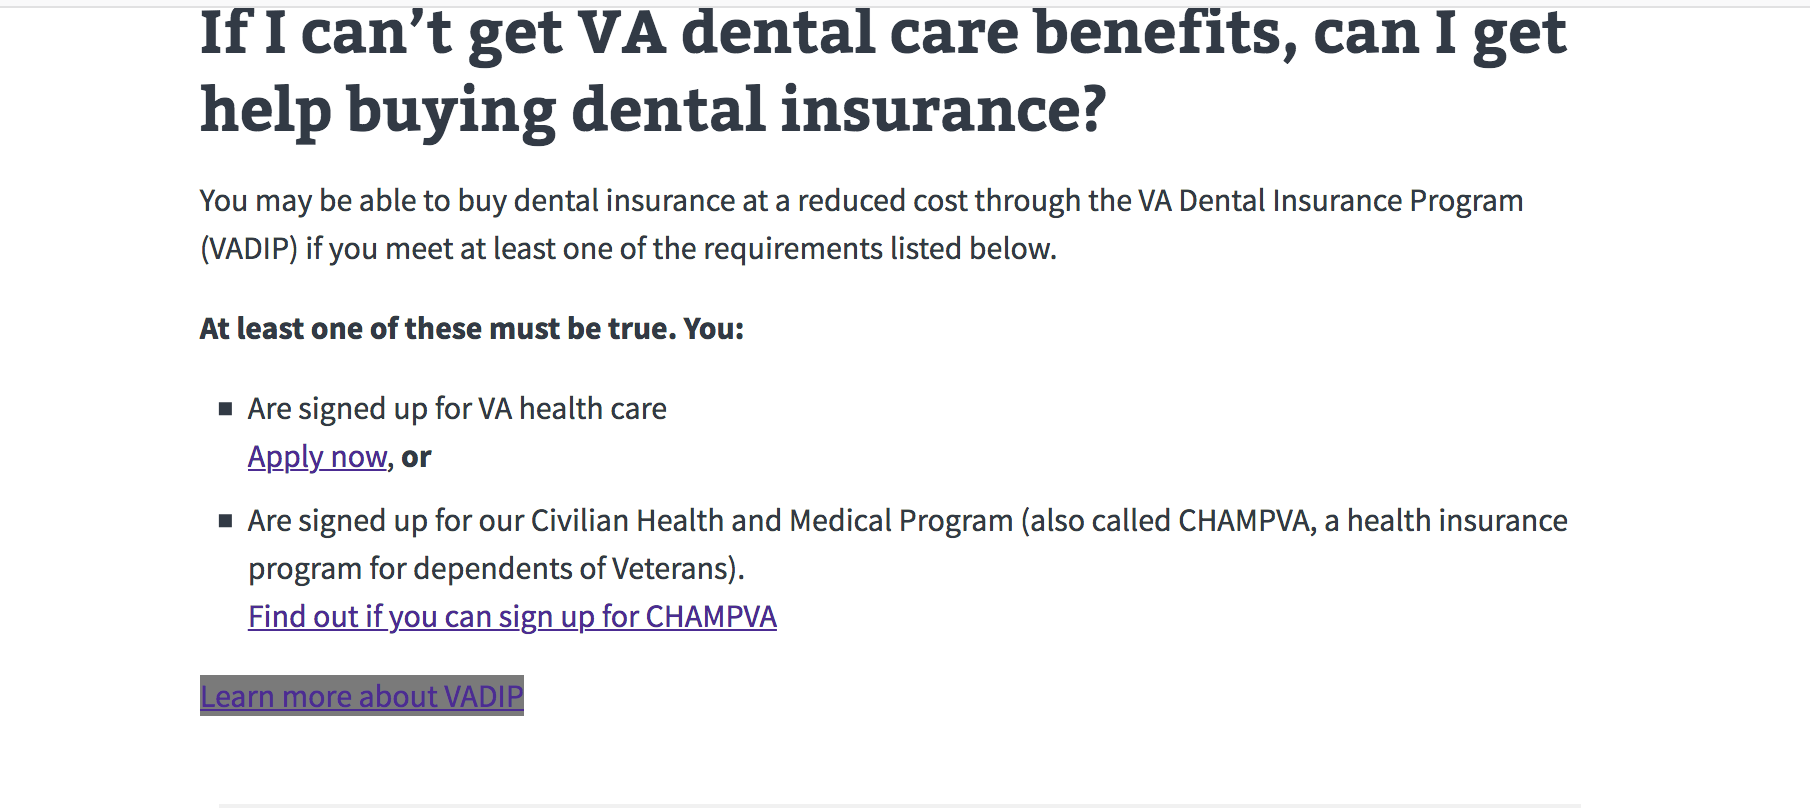 If I can’t get VA dental care benefits, can I get
help buying dental insurance?
You may be able to buy dental insurance at a reduced cost through the VA Dental Insurance Program
(VADIP) if you meet at least one of the requirements listed below.
At least one of these must be true. You:
Are signed up for VA health care
Apply now, or
Are signed up for our Civilian Health and Medical Program (also called CHAMPVA, a health insurance
program for dependents of Veterans).
Find out if you can sign up for CHAMPVA
Learn more about VADIP